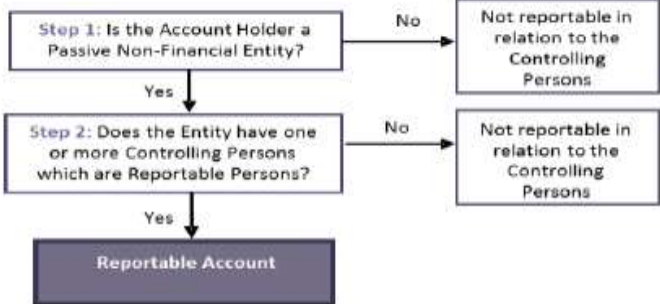 Step 1: Is the Account Holder a
Passive Non-Financial Entity?
No
Not reportable in
relation to the
Controlling
Persons
Yes
Step 2: Does the Entity have one
or more Controlling Persons
which are Reportable Persons?
No
Not reportable in
relation to the
Controlling
Persons
Yes
Reportable Account